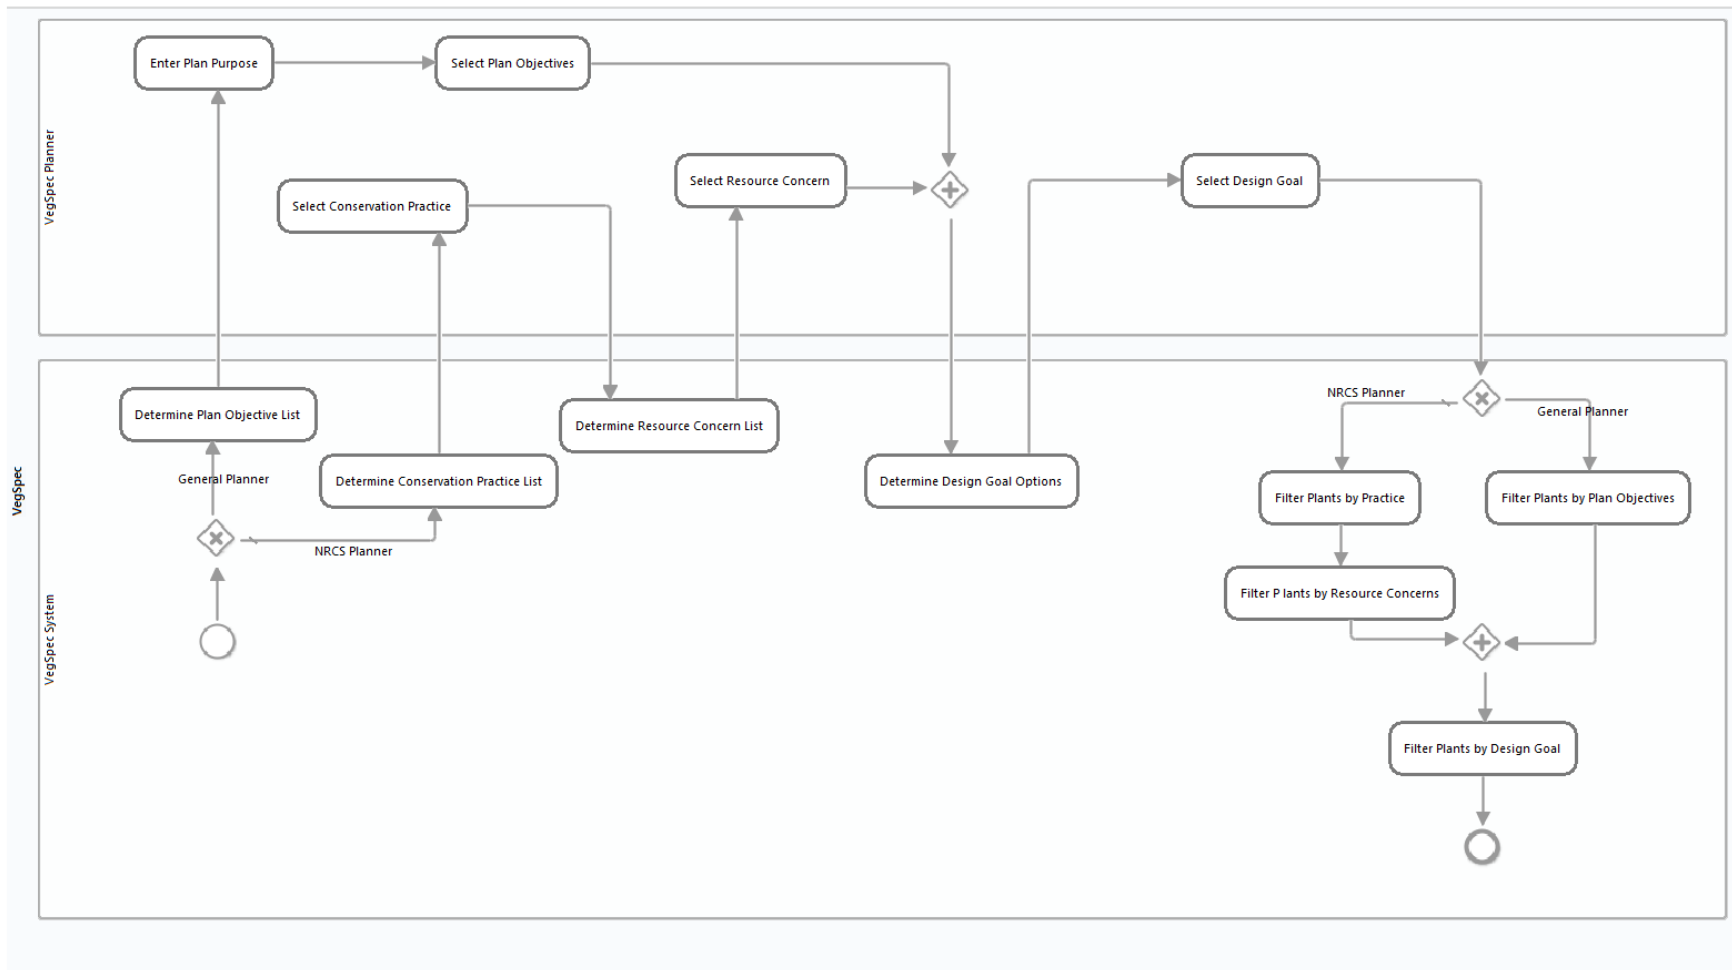 Enter Plan Purpose
Select Plan Objectives
VegSpec Planner
Select Resource Concern
Select Design Goal
Select Conservation Practice
NRCS Planner
General Planner
Determine Plan Objective List
Determine Resource Concern List
VegSpec
General Planner
Determine Conservation Practice List
Determine Design Goal Options
Filter Plants by Practice
Filter Plants by Plan Objectives
NRCS Planner
Filter P lants by Resource Concerns
VegSpec System
Filter Plants by Design Goal